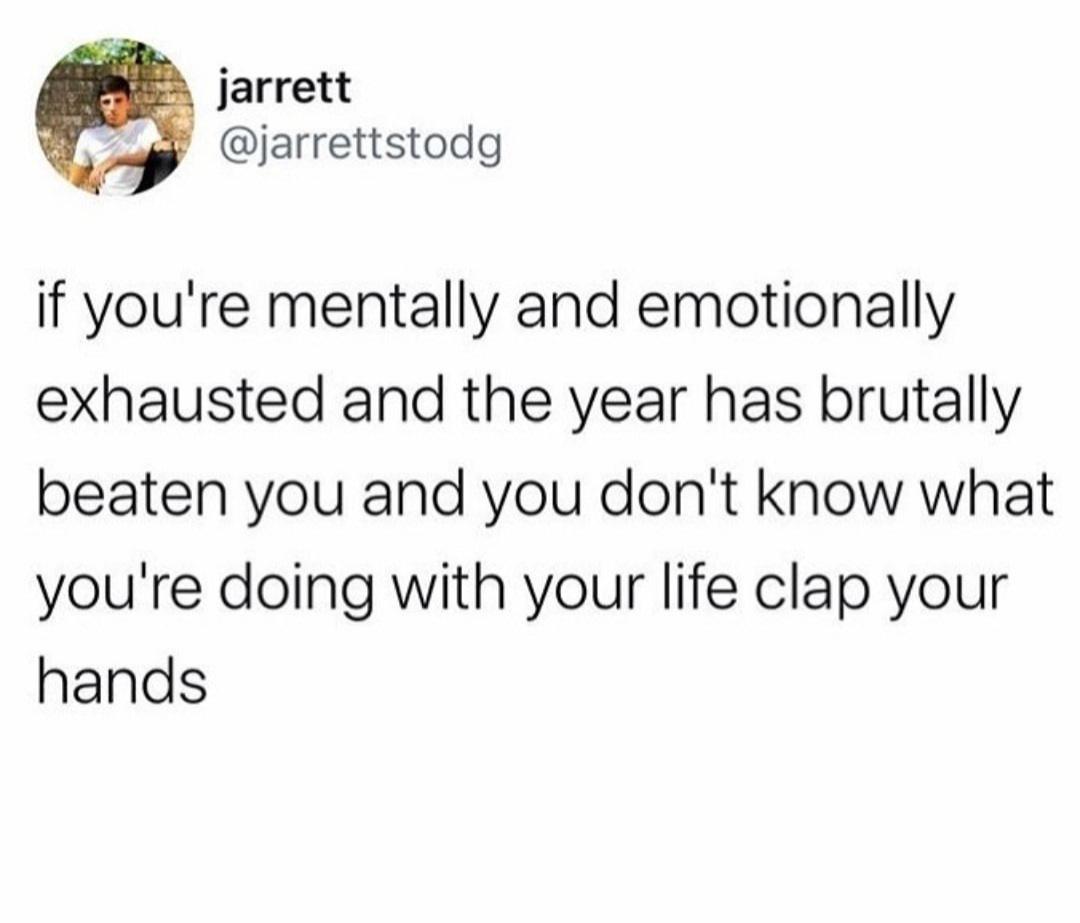 jarrett
@jarrettstodg
if you're mentally and emotionally
exhausted and the year has brutally
beaten you and you don't know what
you're doing with your life clap your
hands